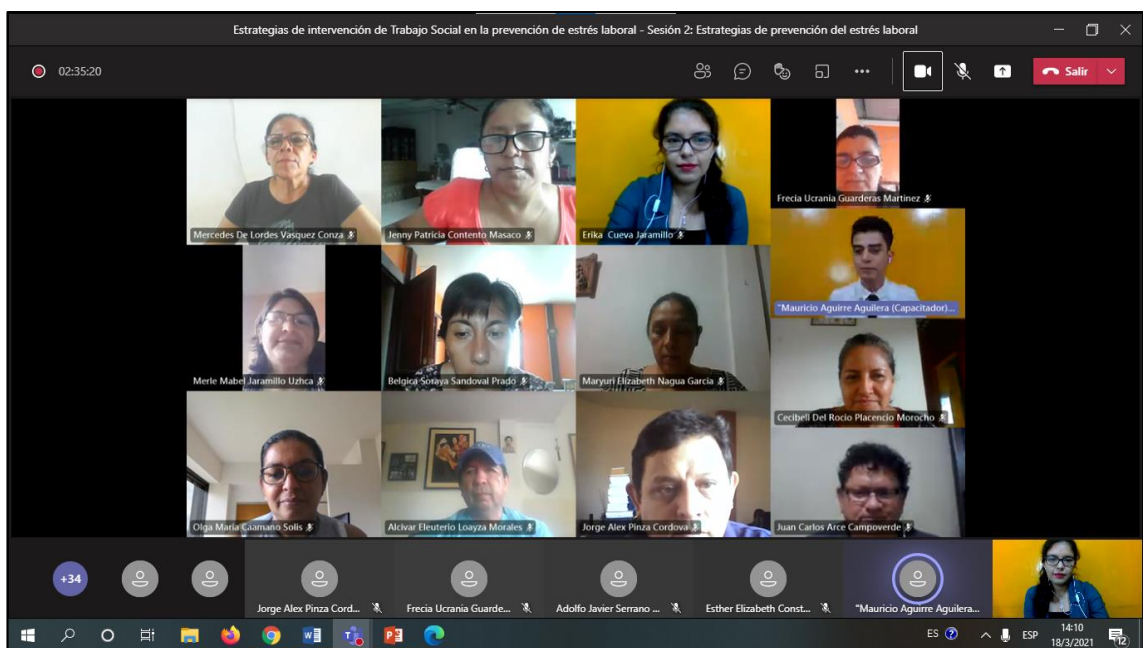 Estrategias de intervención de Trabajo Social en la prevención de estrés laboral - Sesión 2: Estrategias de prevención del estrés laboral
02:35:20
Salir
Mercedes De Lordes Vasquez Conza
Jenny Patricia Contento Masaco
Erika Cueva Jaramillo
Frecia Ucrania Guarderas Martinez
"Mauricio Aguirre Aguilera (Capacitador)...
Merle Mabel Jaramillo Uzhca
Belgica Soraya Sandoval Prado
Maryuri Elizabeth Nagua Garcia
Cecibell Del Rocio Placencio Morocho
Olga Maria Caamano Solis
Alcivar Eleuterio Loayza Morales
Jorge Alex Pinza Cordova
Juan Carlos Arce Campoverde
+34
Jorge Alex Pinza Cord...
Frecia Ucrania Guarde...
Adolfo Javier Serrano ...
Esther Elizabeth Const...
"Mauricio Aguirre Aguilera...
ES
ESP
14:10
18/3/2021
12